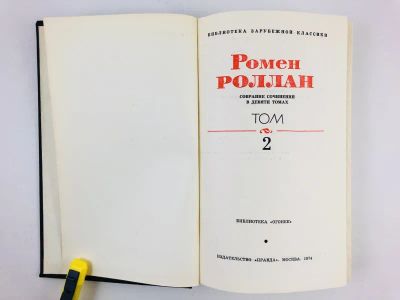 БИБЛИОТЕКА ЗАРУБЕЖНОЙ КЛАССИКИ
Ромен
РОЛЛАН
СОБРАНИЕ СОЧИНЕНИЙ
В ДЕВЯТИ ТОМАХ
ТОМ
2
БИБЛИОТЕКА «ОГОНЕК»
ИЗДАТЕЛЬСТВО «ПРАВДА». МОСКВА. 1974